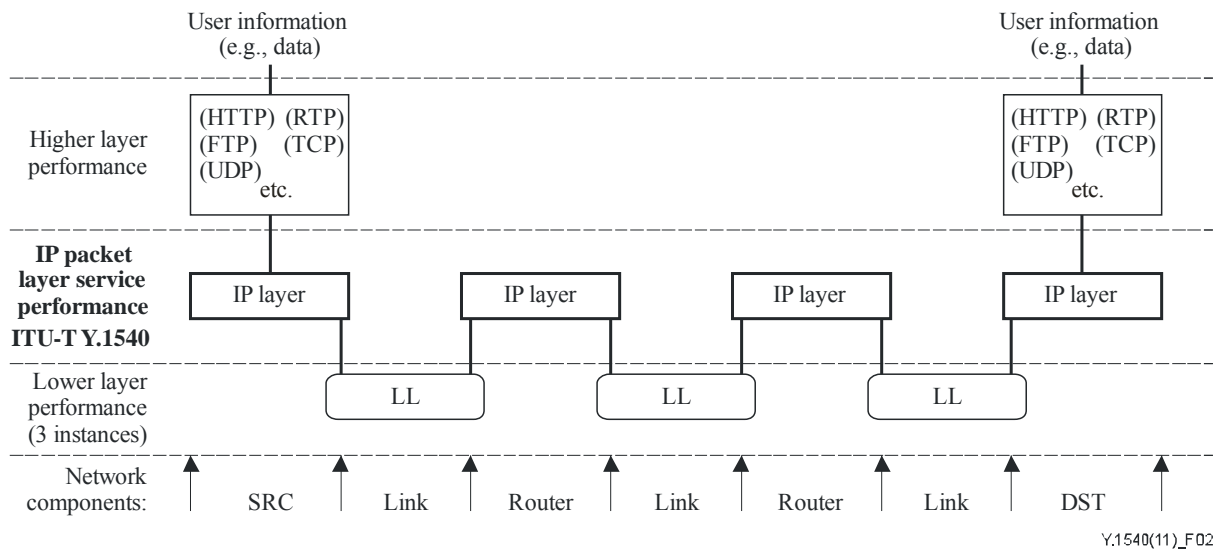 User information
(e.g., data)
User information
(e.g., data)
Higher layer
performance
(HTTP) (RTP)
(FTP) (TCP)
(UDP)
etc.
(HTTP) (RTP)
(FTP) (TCP)
(UDP)
etc.
IP packet
layer service
performance
ITU-T Y.1540
IP layer
IP layer
IP layer
IP layer
Lower layer
performance
(3 instances)
LL
LL
LL
Network
components:
SRC
Link
Router
Link
Router
Link
DST
Y.1540(11)_F02